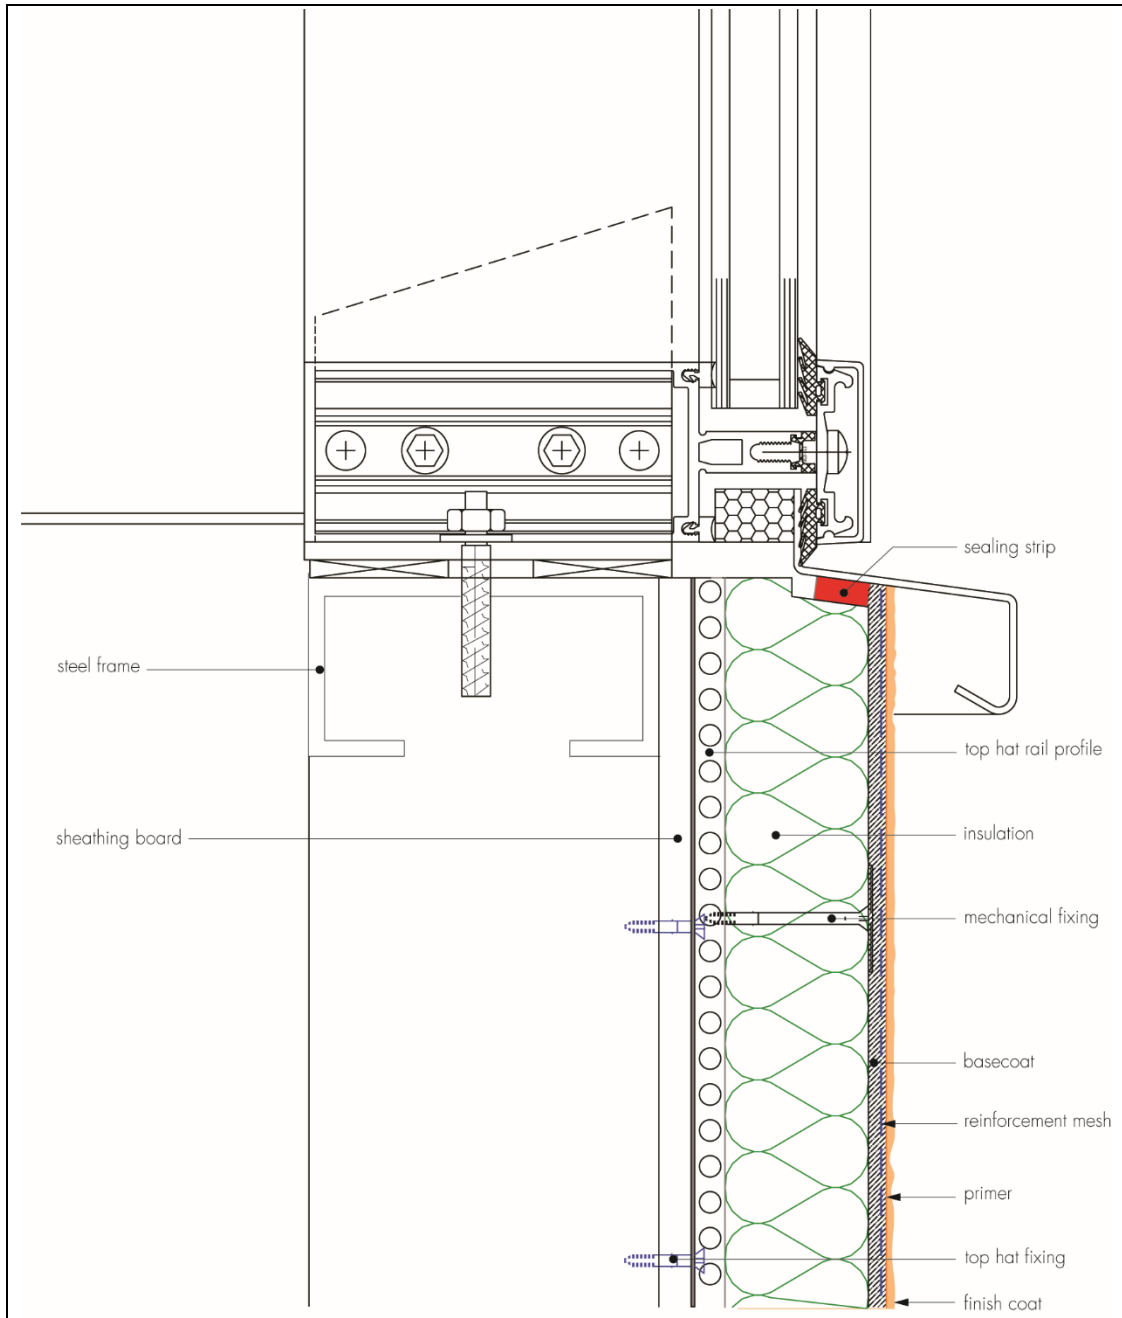 sealing strip
steel frame
top hat rail profile
sheathing board
insulation
mechanical fixing
basecoat
reinforcement mesh
primer
top hat fixing
finish coat